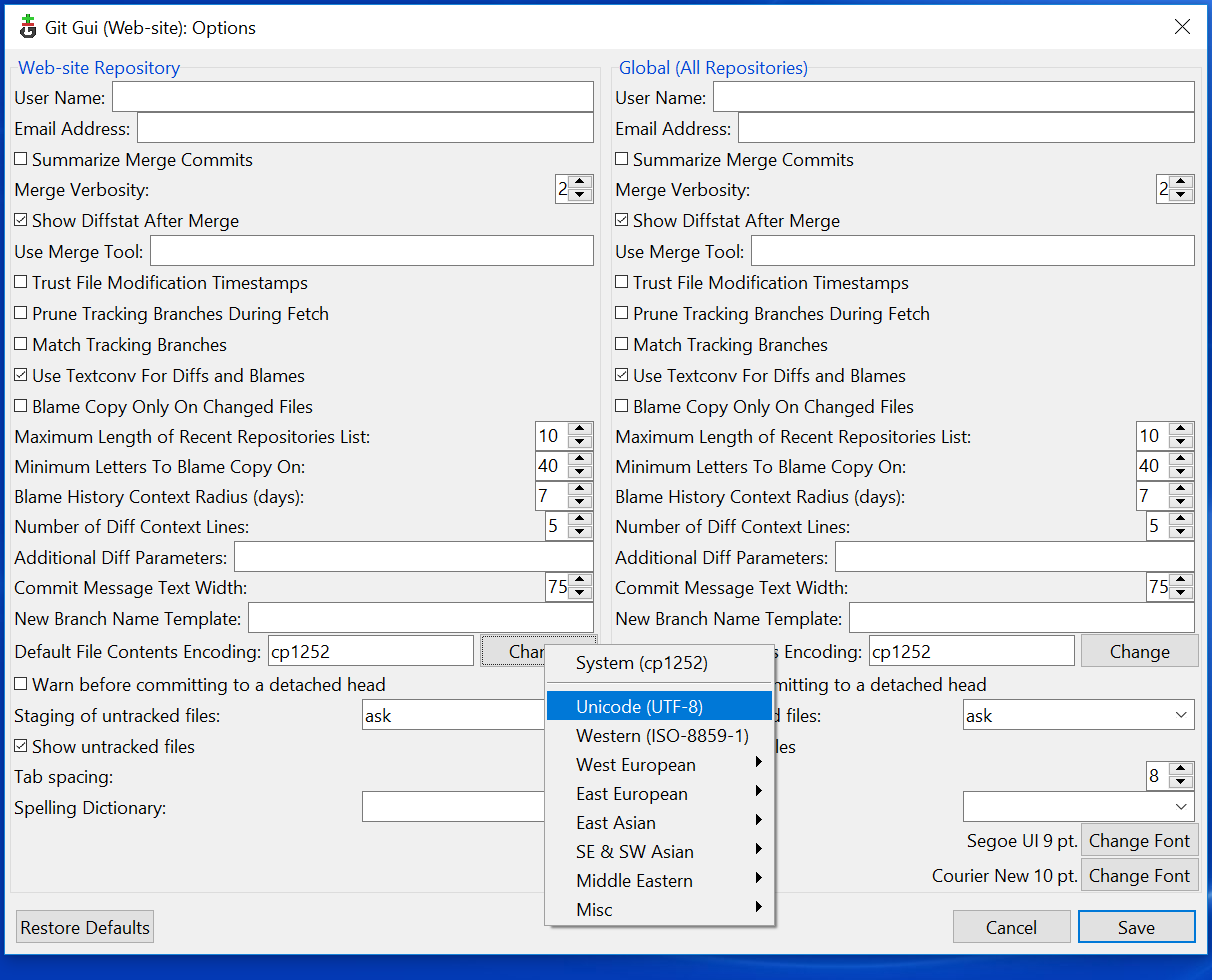 Git Gui (Web-site): Options
Web-site Repository
User Name:
Email Address:
Summarize Merge Commits
Merge Verbosity: 2
Show Diffstat After Merge
Use Merge Tool:
Trust File Modification Timestamps
Prune Tracking Branches During Fetch
Match Tracking Branches
Use Textconv For Diffs and Blames
Blame Copy Only On Changed Files
Maximum Length of Recent Repositories List: 10
Minimum Letters To Blame Copy On: 40
Blame History Context Radius (days): 7
Number of Diff Context Lines: 5
Additional Diff Parameters:
Commit Message Text Width: 75
New Branch Name Template:
Default File Contents Encoding: cp1252
Warn before committing to a detached head
Staging of untracked files: ask
Show untracked files
Tab spacing:
Spelling Dictionary:
System (cp1252)
Unicode (UTF-8)
Western (ISO-8859-1)
West European
East European
East Asian
SE & SW Asian
Middle Eastern
Misc
Global (All Repositories)
User Name:
Email Address:
Summarize Merge Commits
Merge Verbosity: 2
Show Diffstat After Merge
Use Merge Tool:
Trust File Modification Timestamps
Prune Tracking Branches During Fetch
Match Tracking Branches
Use Textconv For Diffs and Blames
Blame Copy Only On Changed Files
Maximum Length of Recent Repositories List: 10
Minimum Letters To Blame Copy On: 40
Blame History Context Radius (days): 7
Number of Diff Context Lines: 5
Additional Diff Parameters:
Commit Message Text Width: 75
New Branch Name Template:
Encoding: cp1252 Change
to a detached head
files: ask
8
Segoe UI 9 pt. Change Font
Courier New 10 pt. Change Font
Restore Defaults
Cancel
Save